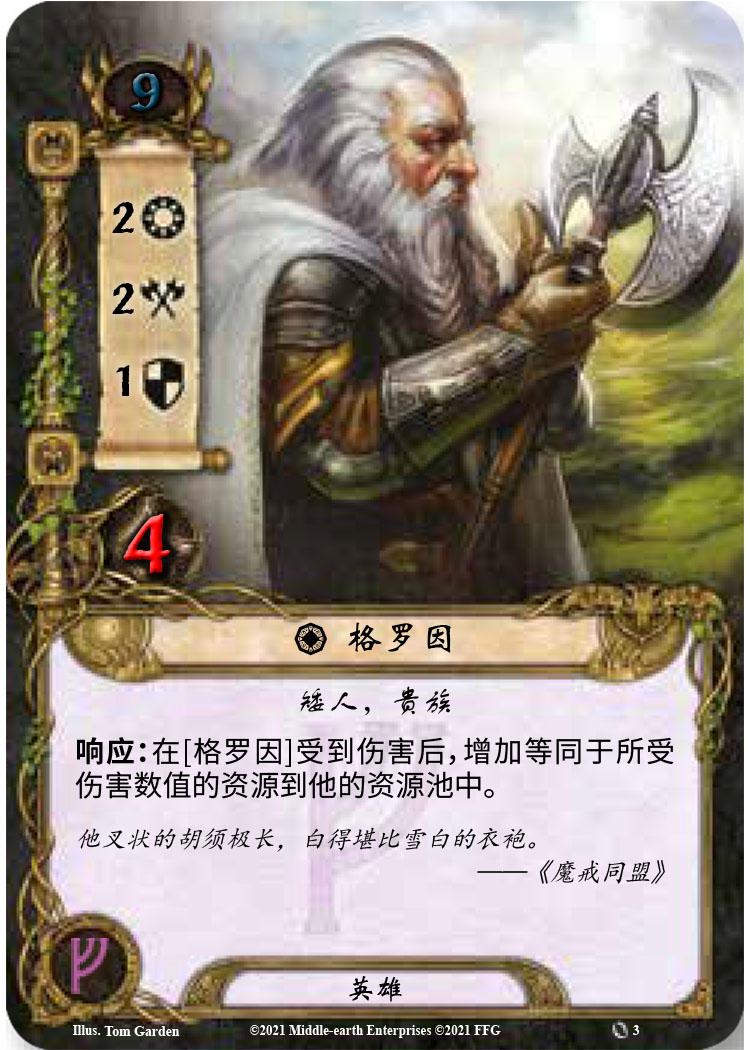 9
2
2
1
4
格罗因
矮人，贵族
响应：在[格罗因]受到伤害后，增加等同于所受
伤害数值的资源到他的资源池中。
他叉状的胡须极长，白得堪比雪白的衣袍。
——《魔戒同盟》
英雄
Illus. Tom Garden ©2021 Middle-earth Enterprises ©2021 FFG 3